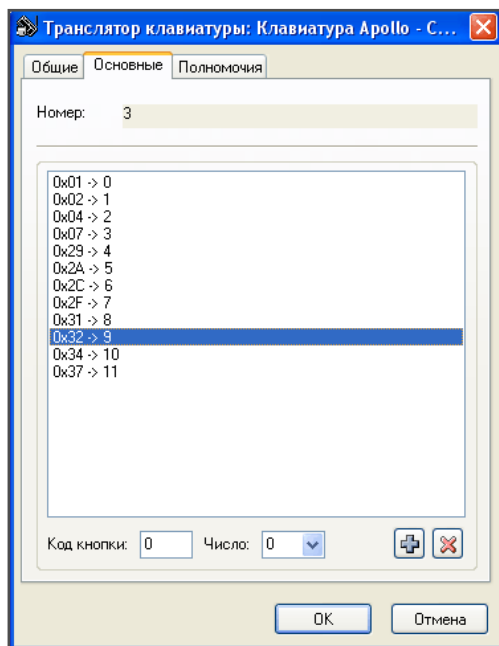 Транслятор клавиатуры: Клавиатура Apollo - С...
Общие Основные Полномочия
Номер: 3
0x01 -> 0
0x02 -> 1
0x04 -> 2
0x07 -> 3
0x29 -> 4
0x2A -> 5
0x2C -> 6
0x2F -> 7
0x31 -> 8
0x32 -> 9
0x34 -> 10
0x37 -> 11
Код кнопки: 0 Число: 0
OK Отмена